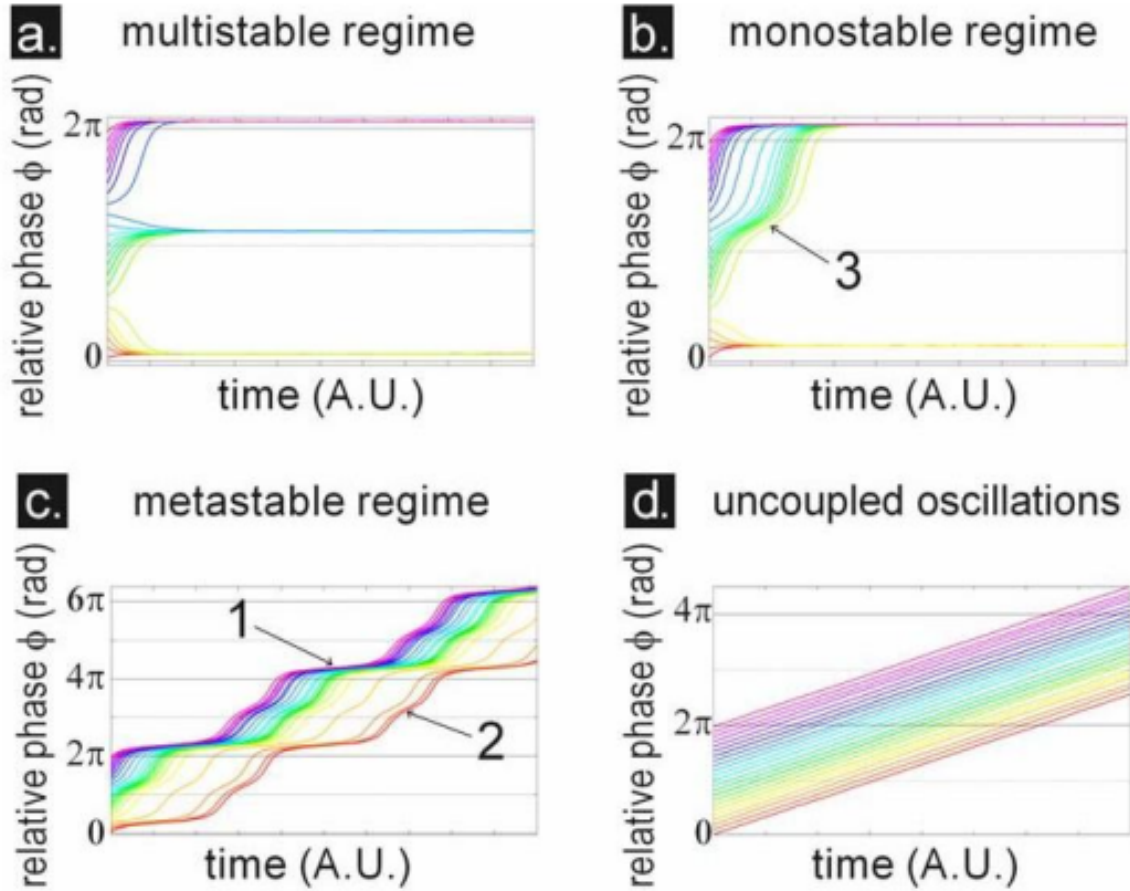 a. multistable regime
relative phase ϕ (rad)
2π
0
time (A.U.)
b. monostable regime
relative phase ϕ (rad)
2π
0
3
time (A.U.)
c. metastable regime
relative phase ϕ (rad)
6π
4π
2π
0
1
2
time (A.U.)
d. uncoupled oscillations
relative phase ϕ (rad)
4π
2π
0
time (A.U.)